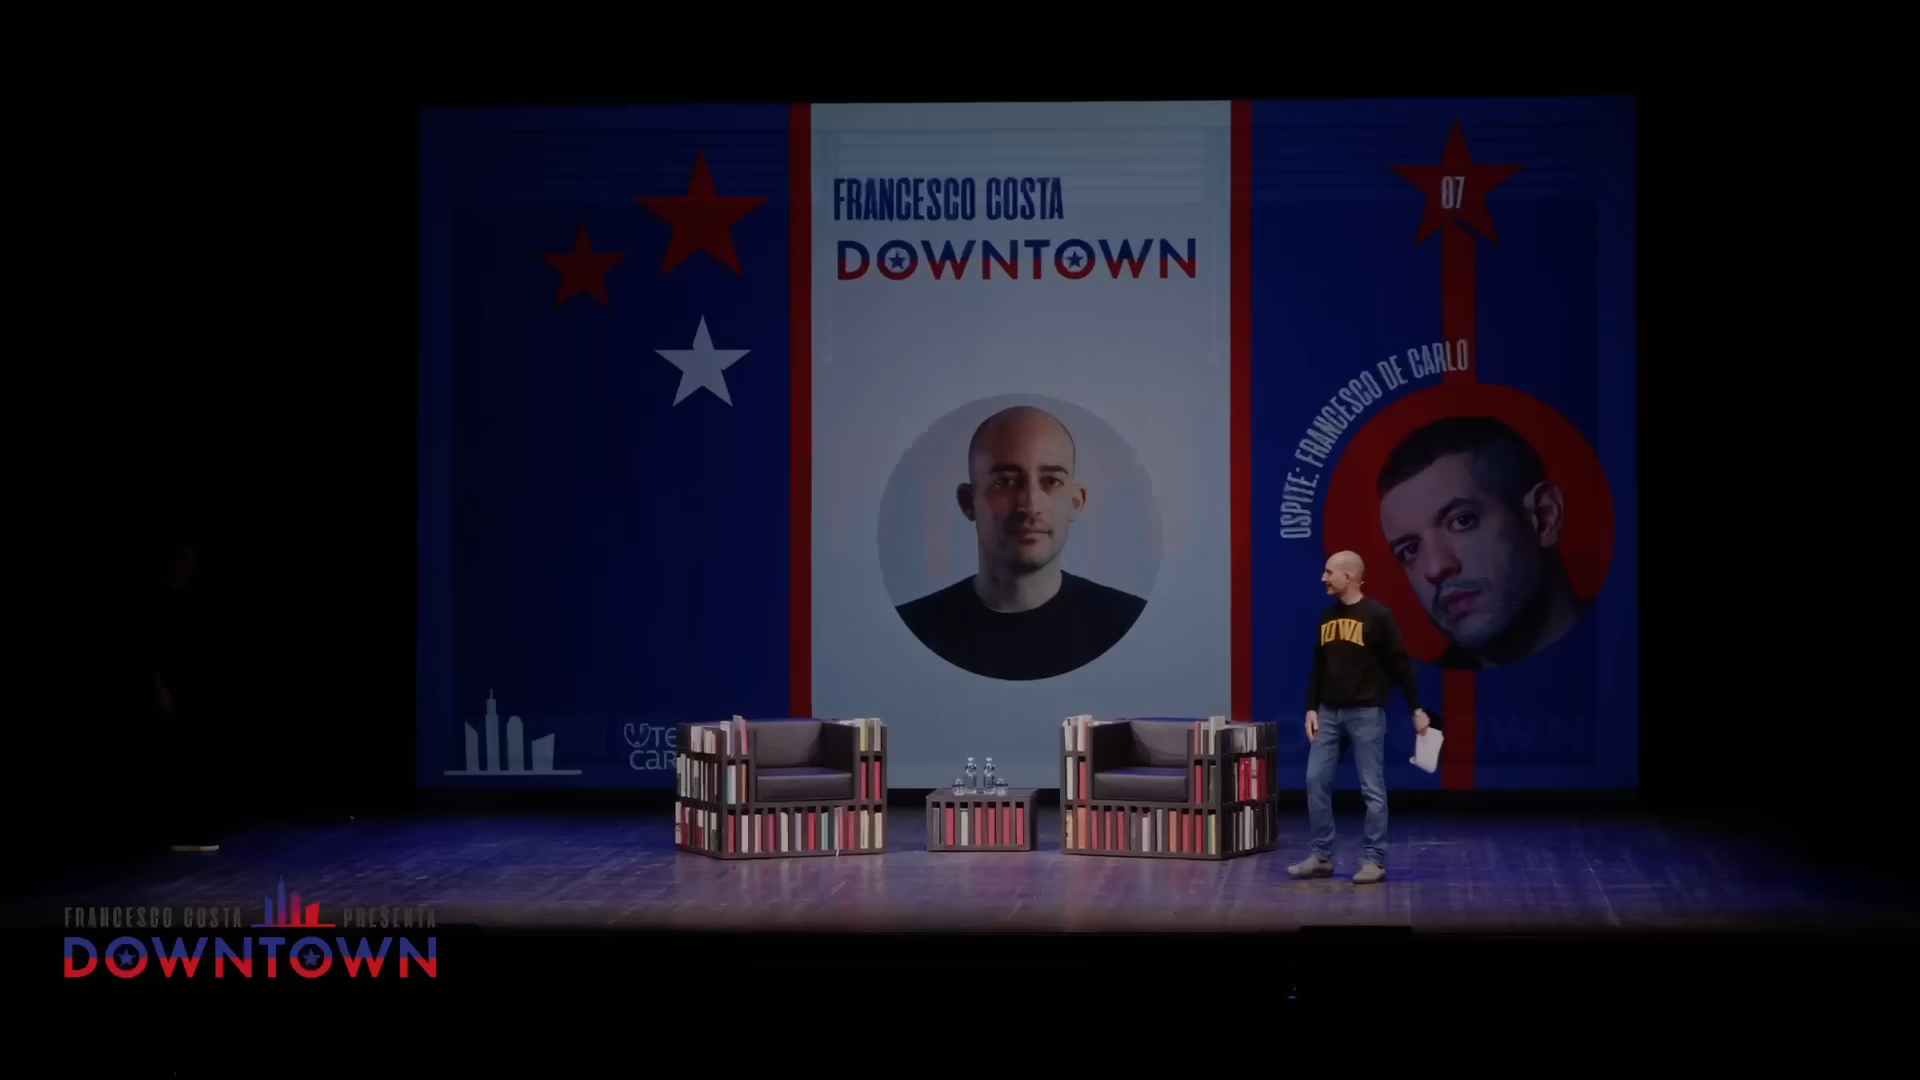 FRANCESCO COSTA
DOWNTOWN
07
OSPITE: FRANCESCO DE CARLO
IOWA
FRANCESCO COSTA PRESENTA
DOWNTOWN